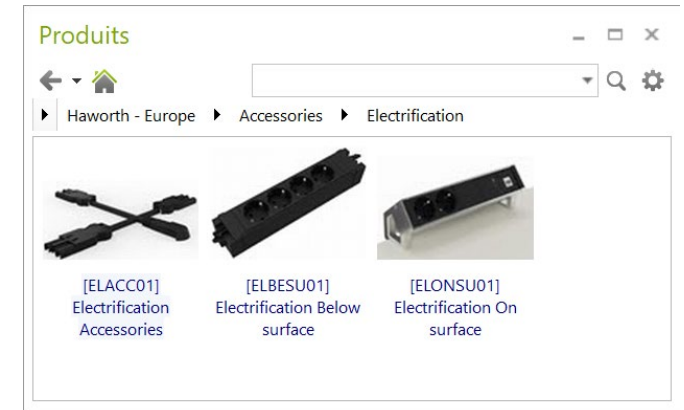 Produits
Haworth - Europe Accessories Electrification
[ELACC01]
Electrification
Accessories
[ELBESU01]
Electrification Below
surface
[ELONSU01]
Electrification On
surface